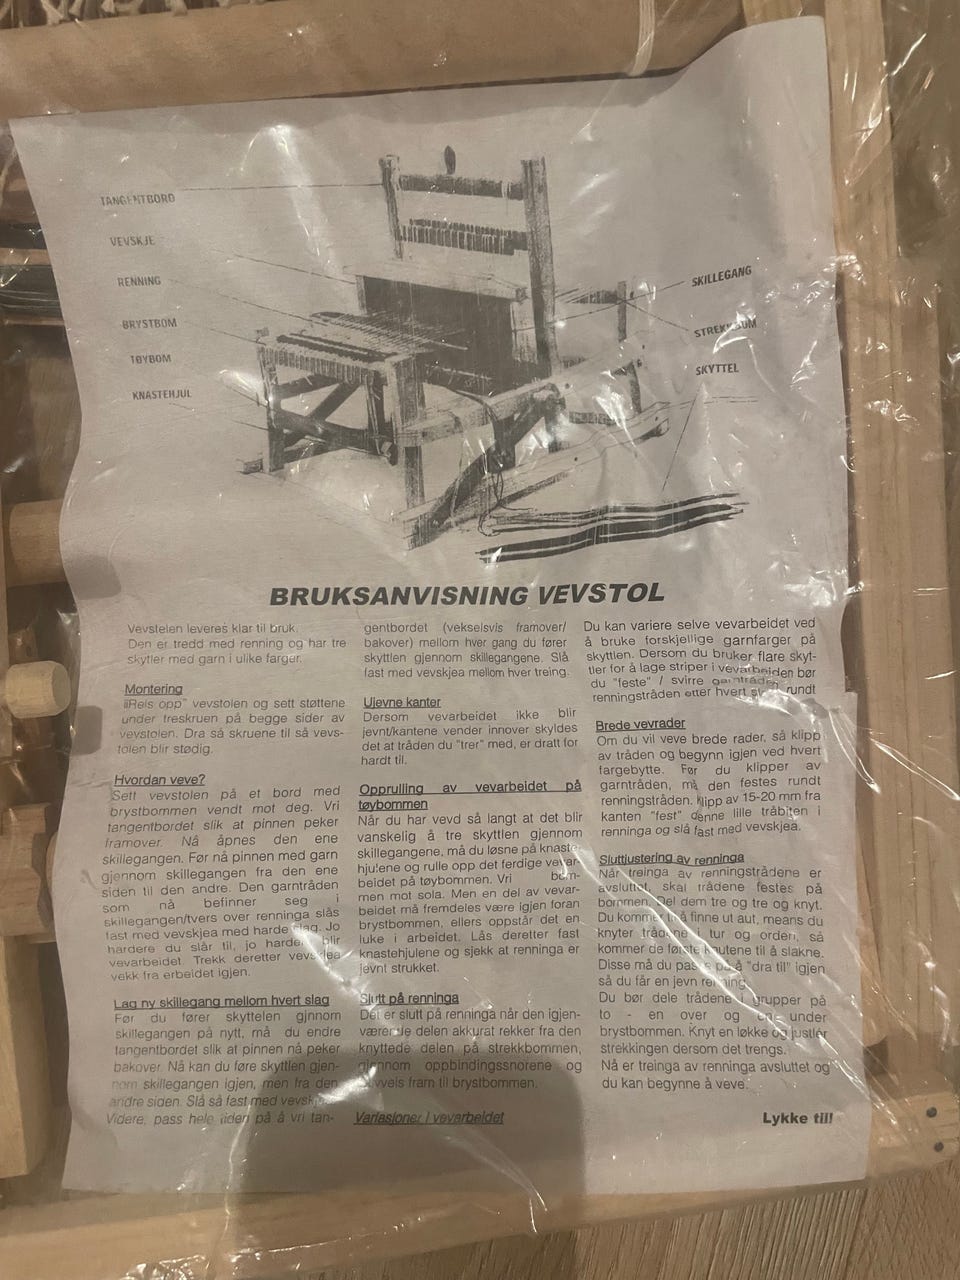 TANGENTBORD
VEVSKJE
RENNING
BRYSTBOM
TØYBOM
KNASTEHJUL
SKILLEGANG
SKYTTEL
BRUKSANVISNING VEVSTOL
Vevstolen leveres klar til bruk.
Den er tredd med renning og har tre
skytler med garn i ulike farger.
Montering
"Reis opp" vevstolen og sett støttene
under treskruen på begge sider av
vevstolen. Dra så skruene til så vevs-
tolen blir stødig.
Hvordan veve?
Sett vevstolen på et bord med
brystbommen vendt mot deg. Vri
tangentbordet slik at pinnen peker
framover. Nå åpnes den ene
skillegangen. Før nå pinnen med garn
gjennom skillegangen fra den ene
siden til den andre. Den garntråden
som nå befinner seg i
skillegangen/tvers over renninga slås
fast med vevskjea med harde slag. Jo
hardere du slår til, jo harder blir
vevarbeidet. Trekk deretter vevskjea
vekk fra erbeidet igjen.
Lag ny skillegang mellom hvert slag
Før du fører skyttelen gjnnom
skillegangen på nytt, må du endre
tangentbordet slik at pinnen nå peker
bakover. Nå kan du føre skyttlen gjen-
nom skillegangen igjen, men fra den
andre siden. Slå så fast med
Videre, pass hele tiden på å vri tan-
gentbordet (vekselsvis framover/
bakover) mellom hver gang du fører
skyttlen gjennom skillegangene. Slå
fast med vevskjea mellom hver treing.
Ujevne kanter
Dersom vevarbeidet ikke blir
jevnt/kantene vender innover skyldes
det at tråden du "trer" med, er dratt for
hardt til.
Opprulling av vevarbeidet på
tøybommen
Når du har vevd så langt at det blir
vanskelig å tre skyttlen gjennom
skillegangene, må du løsne på knaste-
hjulene og rulle opp det ferdige vevar-
beidet på tøybommen. Vri bom-
men mot sola. Men en del av vevar-
beidet må fremdeles være igjen foran
brystbommen, ellers oppstår det en
luke i arbeidet. Lås deretter fast
knastehjulene og sjekk at renninga er
jevnt strukket.
Slutt på renninga
Det er slutt på renninga når den igjen-
værende delen akkurat rekker fra den
knyttede delen på strekkbommen,
gjennom oppbindingssnorene og
fram til brystbommen.
Variasjoner i vevarbeidet
Du kan variere selve vevarbeidet ved
å bruke forskjellige garnfarger på
skyttlen. Dersom du bruker flare skyt-
tler for å lage striper i vevarbeiden bør
du "feste" / svirre garntråden rundt
renningstråden etter hvert
Brede vevrader
Om du vil veve brede rader, så klipp
av tråden og begynn igjen ved hvert
fargebytte. Før du klipper av
garntråden, må den festes rundt
renningstråden. Klipp av 15-20 mm fra
kanten "fest" denne lille tråbiten i
renninga og slå fast med vevskjea.
Sluttjustering av renninga
Når treinga av renningstrådene er
avsluttet, skal trådene festes på
bommen. Del dem tre og tre og knyt.
Du kommer til å finne ut aut, means du
knyter trådene i tur og orden, så
kommer de første knutene til å slakne.
Disse må du passe på å "dra til" igjen
så du får en jevn renning.
Du bør dele trådene i grupper på
to - en over og en under
brystbommen. Knyt en løkke og justér
strekkingen dersom det trengs.
Nå er treinga av renninga avsluttet og
du kan begynne å veve.
Lykke til!